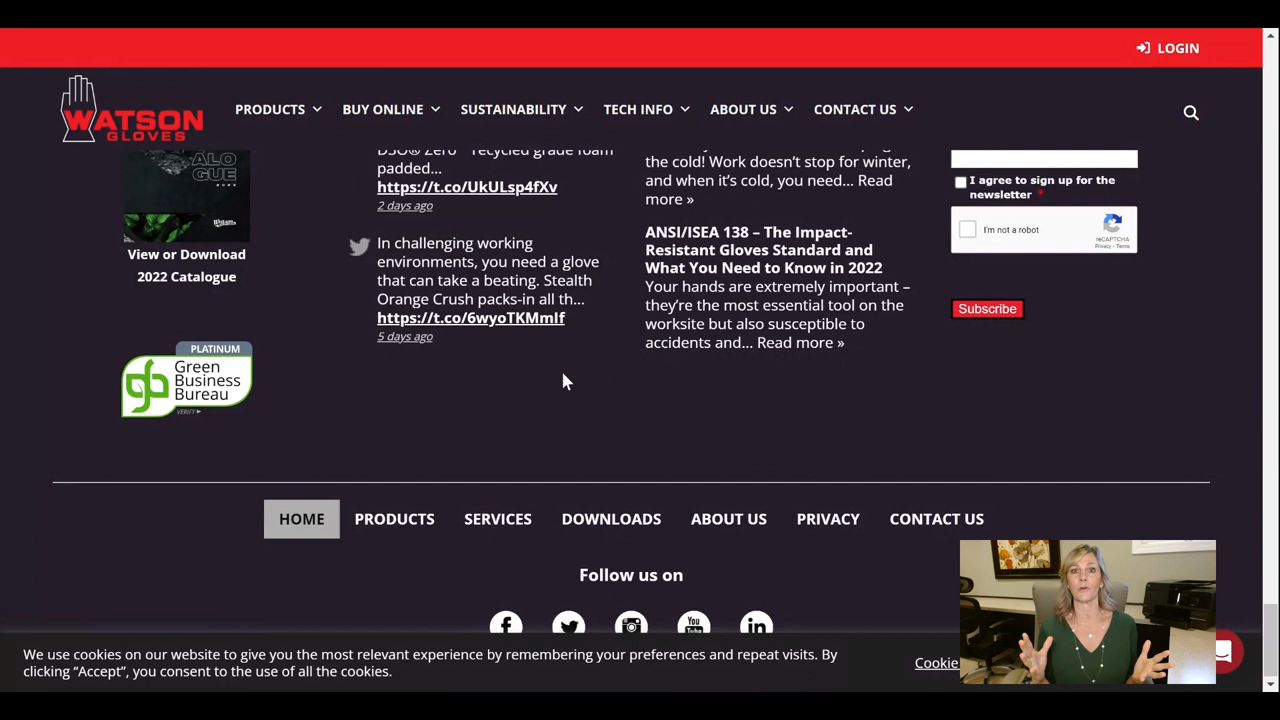 LOGIN
WATSON
GLOVES
PRODUCTS
BUY ONLINE
SUSTAINABILITY
TECH INFO
ABOUT US
CONTACT US
ALO
GUE
View or Download
2022 Catalogue
PLATINUM
Green
Business
Bureau
VERIFY
padded...
https://t.co/UkULsp4fXv
2 days ago
In challenging working
environments, you need a glove
that can take a beating. Stealth
Orange Crush packs-in all th...
https://t.co/6wyoTKMmlf
5 days ago
the cold! Work doesn’t stop for winter,
and when it’s cold, you need... Read
more »
ANSI/ISEA 138 – The Impact-
Resistant Gloves Standard and
What You Need to Know in 2022
Your hands are extremely important –
they’re the most essential tool on the
worksite but also susceptible to
accidents and... Read more »
I agree to sign up for the
newsletter *
I'm not a robot
reCAPTCHA
Privacy - Terms
Subscribe
HOME
PRODUCTS
SERVICES
DOWNLOADS
ABOUT US
PRIVACY
CONTACT US
Follow us on
You
We use cookies on our website to give you the most relevant experience by remembering your preferences and repeat visits. By
clicking “Accept”, you consent to the use of all the cookies.
Cookie